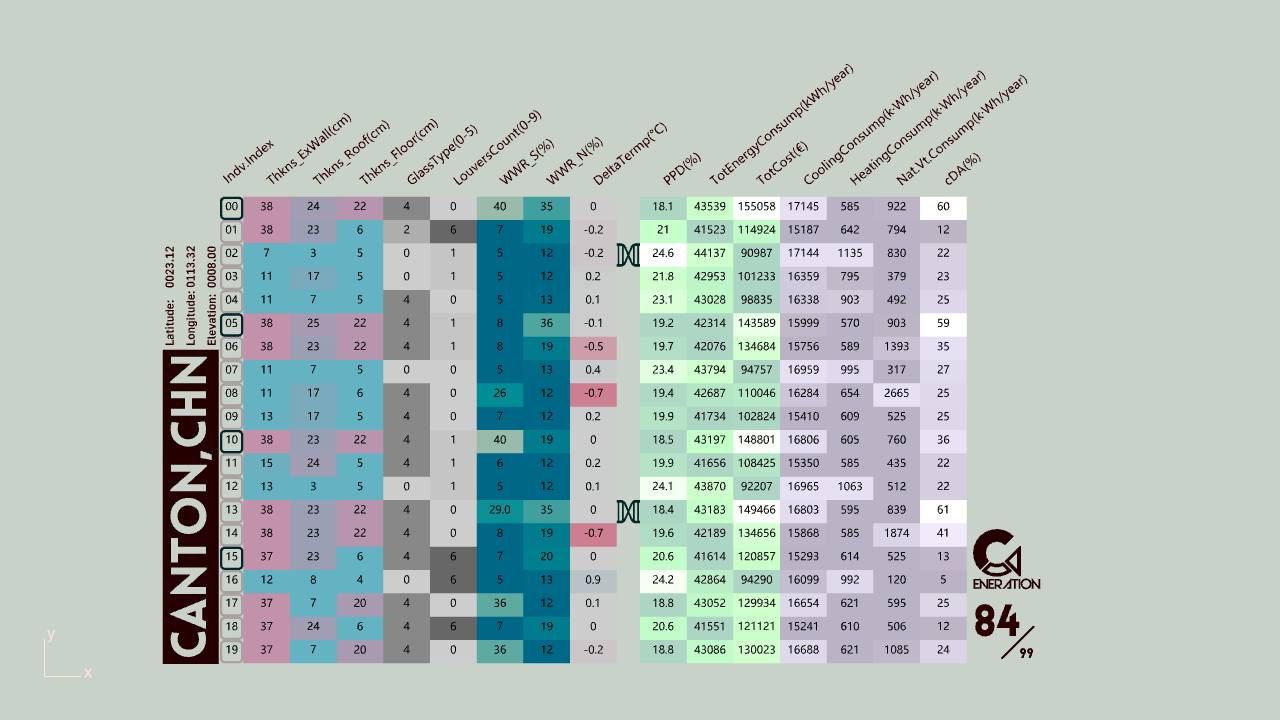 Indv.Index Thkns_ExWall(cm) Thkns_Roof(cm) Thkns_Floor(cm) GlassType(0-5) LouversCount(0-9) WWR_S(%) WWR_N(%) DeltaTermp(°C) PPD(%) TotEnergyConsump(kWh/year) TotCost(€) CoolingConsump(k·Wh/year) HeatingConsump(k·Wh/year) Nat.Vt.Consump(k·Wh/year) cDA(%)
00 38 24 22 4 0 40 35 0 18.1 43539 155058 17145 585 922 60
01 38 23 6 2 6 7 19 -0.2 21 41523 114924 15187 642 794 12
02 7 3 5 0 1 5 12 -0.2 24.6 44137 90987 17144 1135 830 22
03 11 17 5 0 1 5 12 0.2 21.8 42953 101233 16359 795 379 23
04 11 7 5 4 0 5 13 0.1 23.1 43028 98835 16338 903 492 25
05 38 25 22 4 1 8 36 -0.1 19.2 42314 143589 15999 570 903 59
06 38 23 22 4 1 8 19 -0.5 19.7 42076 134684 15756 589 1393 35
07 11 7 5 0 0 5 13 0.4 23.4 43794 94757 16959 995 317 27
08 11 17 6 4 0 26 12 -0.7 19.4 42687 110046 16284 654 2665 25
09 13 17 5 4 0 7 12 0.2 19.9 41734 102824 15410 609 525 25
10 38 23 22 4 1 40 19 0 18.5 43197 148801 16806 605 760 36
11 15 24 5 4 1 6 12 0.2 19.9 41656 108425 15350 585 435 22
12 13 3 5 0 1 5 12 0.1 24.1 43870 92207 16965 1063 512 22
13 38 23 22 4 0 29.0 35 0 18.4 43183 149466 16803 595 839 61
14 38 23 22 4 0 8 19 -0.7 19.6 42189 134656 15868 585 1874 41
15 37 23 6 4 6 7 20 0 20.6 41614 120857 15293 614 525 13
16 12 8 4 0 6 5 13 0.9 24.2 42864 94290 16099 992 120 5
17 37 7 20 4 0 36 12 0.1 18.8 43052 129934 16654 621 595 25
18 37 24 6 4 6 7 19 0 20.6 41551 121121 15241 610 506 12
19 37 7 20 4 0 36 12 -0.2 18.8 43086 130023 16688 621 1085 24
Latitude: 0023.12
Longitude: 0113.32
Elevation: 0008.00
CANTON,CHN
GENERATION
84/99
y
x